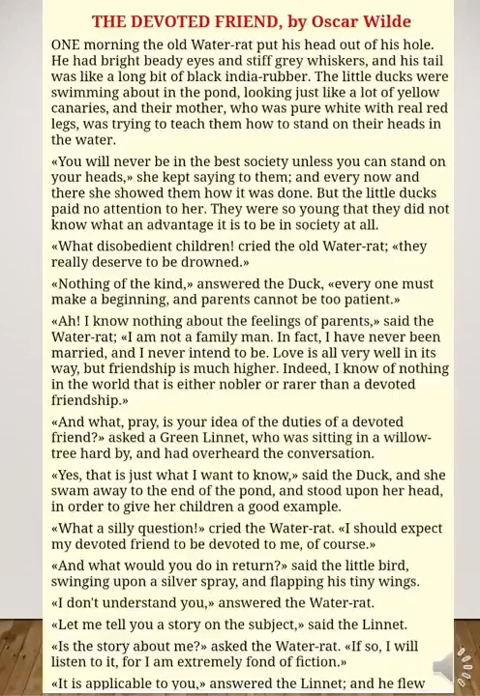 THE DEVOTED FRIEND, by Oscar Wilde
ONE morning the old Water-rat put his head out of his hole.
He had bright beady eyes and stiff grey whiskers, and his tail
was like a long bit of black india-rubber. The little ducks were
swimming about in the pond, looking just like a lot of yellow
canaries, and their mother, who was pure white with real red
legs, was trying to teach them how to stand on their heads in
the water.
«You will never be in the best society unless you can stand on
your heads,» she kept saying to them; and every now and
there she showed them how it was done. But the little ducks
paid no attention to her. They were so young that they did not
know what an advantage it is to be in society at all.
«What disobedient children! cried the old Water-rat; «they
really deserve to be drowned.»
«Nothing of the kind,» answered the Duck, «every one must
make a beginning, and parents cannot be too patient.»
«Ah! I know nothing about the feelings of parents,» said the
Water-rat; «I am not a family man. In fact, I have never been
married, and I never intend to be. Love is all very well in its
way, but friendship is much higher. Indeed, I know of nothing
in the world that is either nobler or rarer than a devoted
friendship.»
«And what, pray, is your idea of the duties of a devoted
friend?» asked a Green Linnet, who was sitting in a willow-
tree hard by, and had overheard the conversation.
«Yes, that is just what I want to know,» said the Duck, and she
swam away to the end of the pond, and stood upon her head,
in order to give her children a good example.
«What a silly question!» cried the Water-rat. «I should expect
my devoted friend to be devoted to me, of course.»
«And what would you do in return?» said the little bird,
swinging upon a silver spray, and flapping his tiny wings.
«I don't understand you,» answered the Water-rat.
«Let me tell you a story on the subject,» said the Linnet.
«Is the story about me?» asked the Water-rat. «If so, I will
listen to it, for I am extremely fond of fiction.»
«It is applicable to you,» answered the Linnet; and he flew